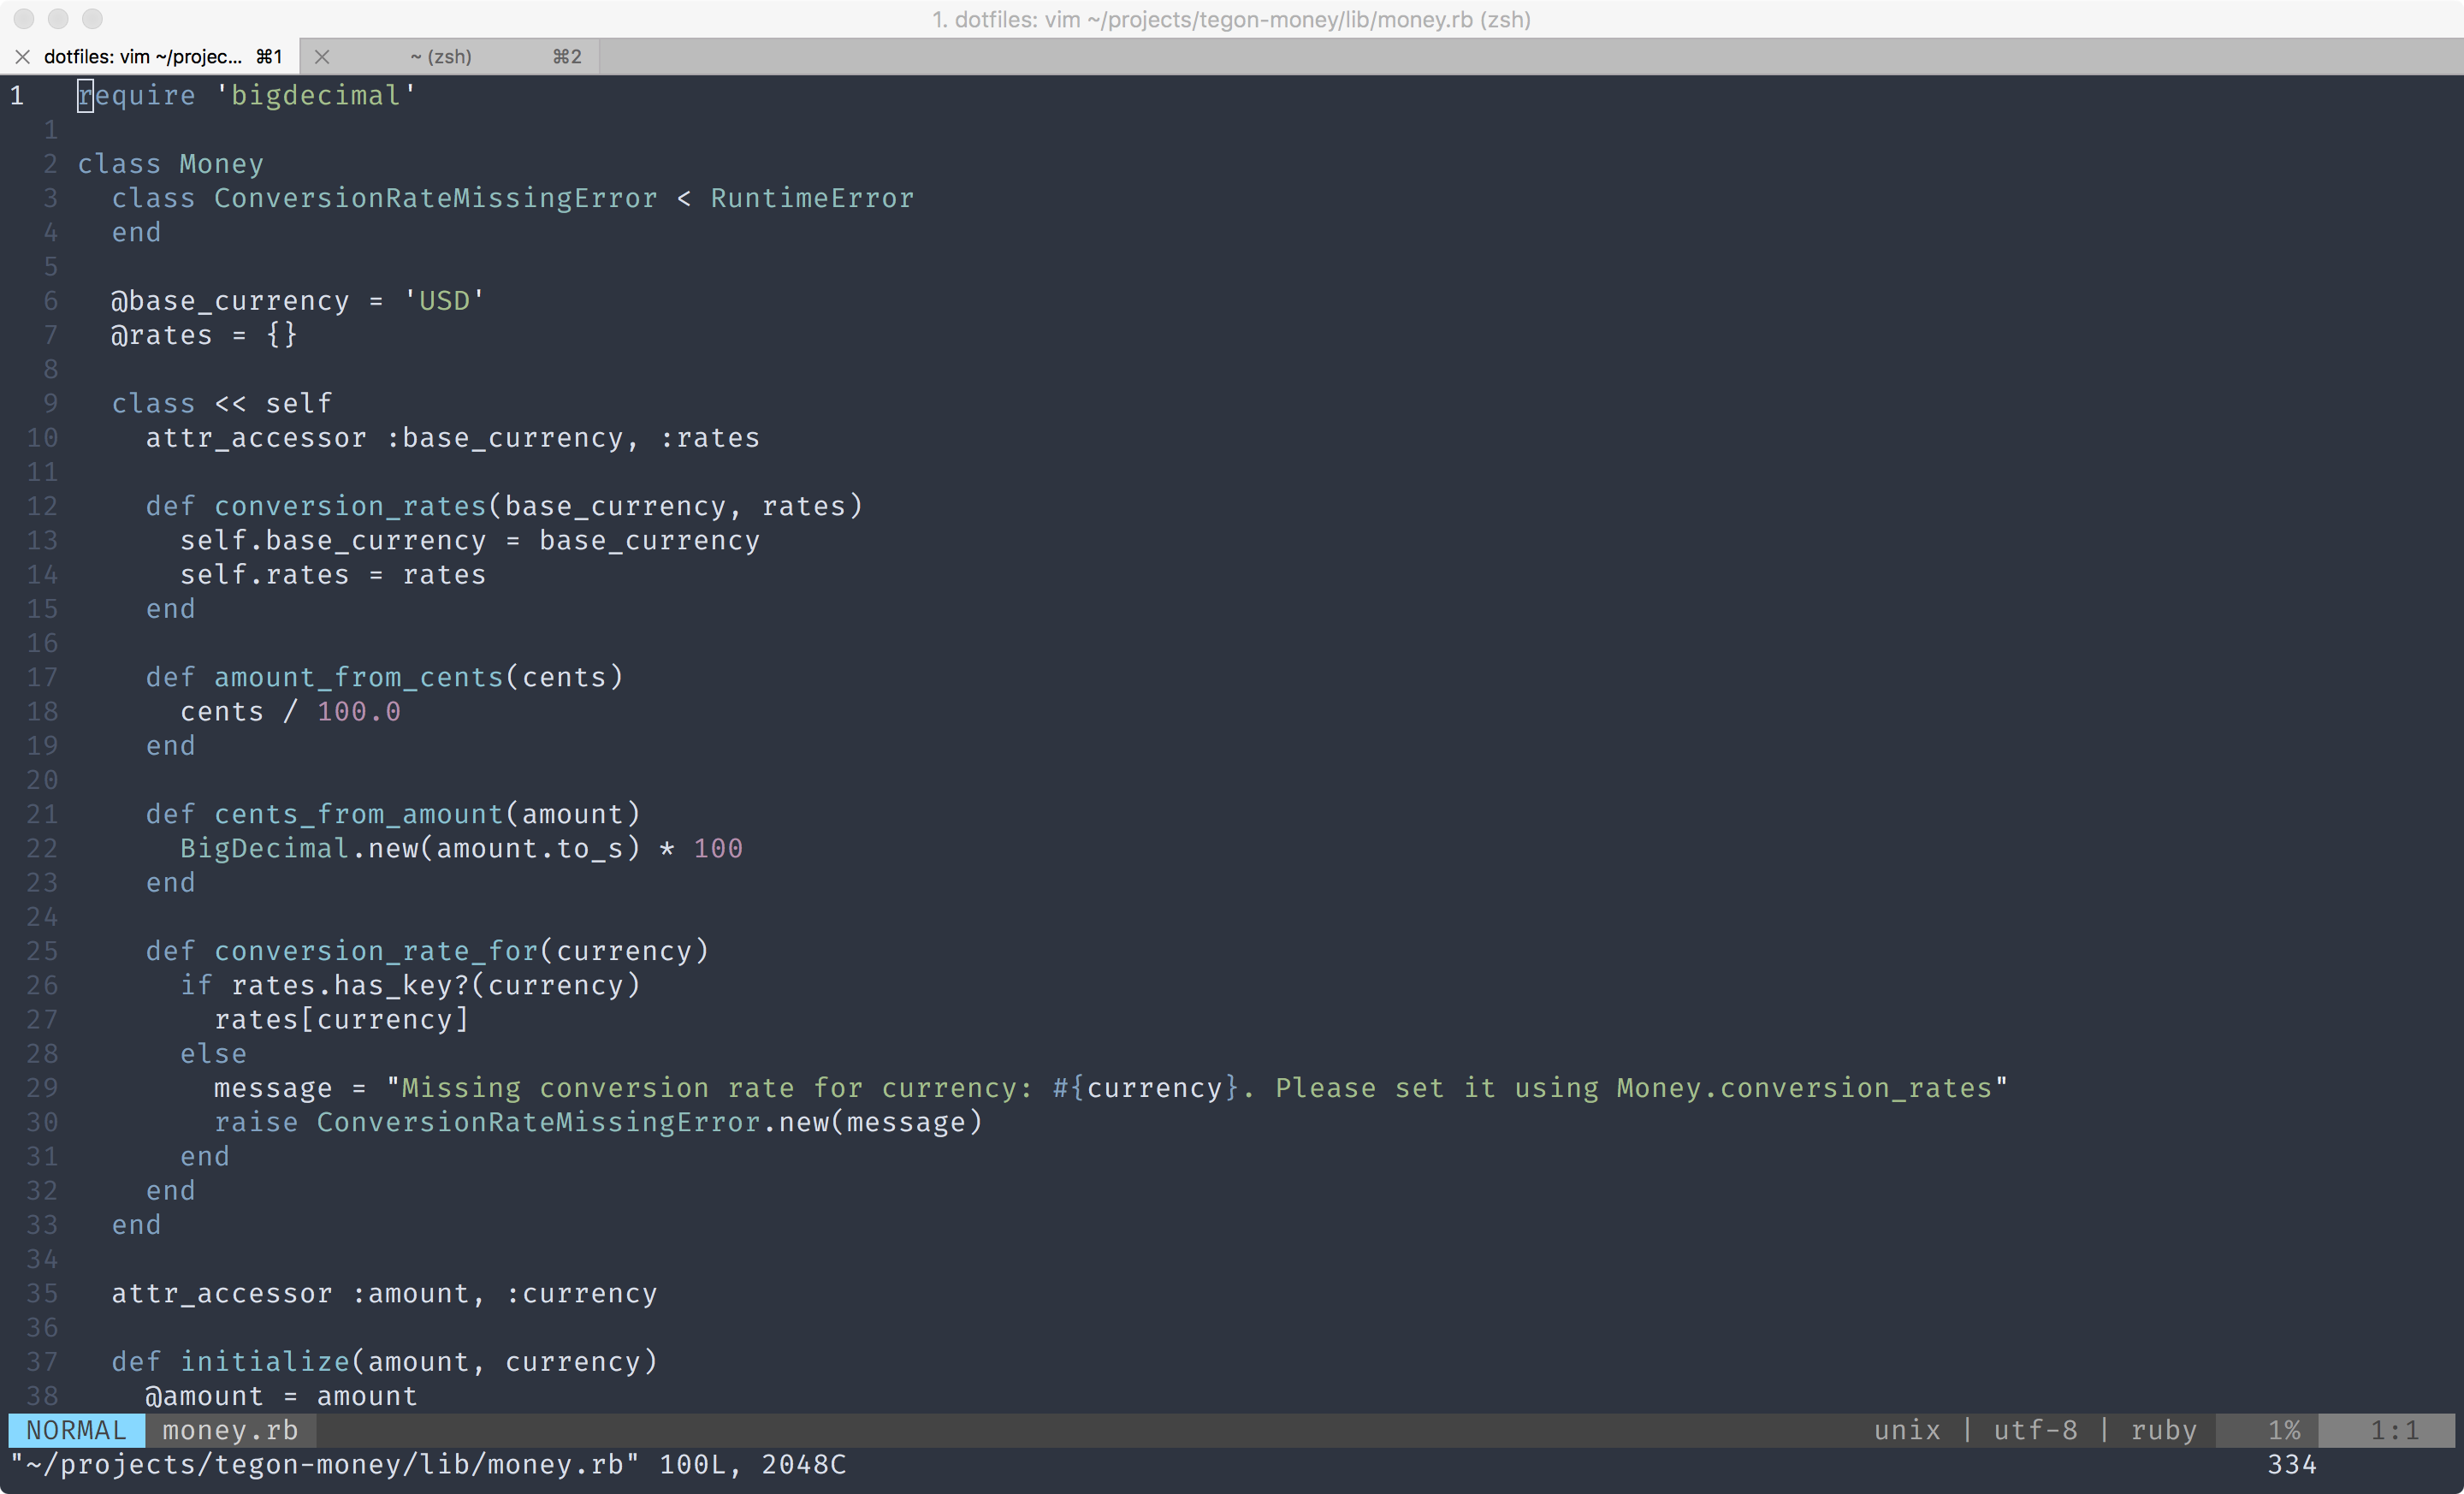 1. dotfiles: vim ~/projects/tegon-money/lib/money.rb (zsh)
dotfiles: vim ~/projec... ⌘1 ~ (zsh) ⌘2
1 require 'bigdecimal'
1
2 class Money
3   class ConversionRateMissingError < RuntimeError
4   end
5
6   @base_currency = 'USD'
7   @rates = {}
8
9   class << self
10     attr_accessor :base_currency, :rates
11
12     def conversion_rates(base_currency, rates)
13       self.base_currency = base_currency
14       self.rates = rates
15     end
16
17     def amount_from_cents(cents)
18       cents / 100.0
19     end
20
21     def cents_from_amount(amount)
22       BigDecimal.new(amount.to_s) * 100
23     end
24
25     def conversion_rate_for(currency)
26       if rates.has_key?(currency)
27         rates[currency]
28       else
29         message = "Missing conversion rate for currency: #{currency}. Please set it using Money.conversion_rates"
30         raise ConversionRateMissingError.new(message)
31       end
32     end
33   end
34
35   attr_accessor :amount, :currency
36
37   def initialize(amount, currency)
38     @amount = amount
NORMAL money.rb unix | utf-8 | ruby 1% 1:1
"~/projects/tegon-money/lib/money.rb" 100L, 2048C 334